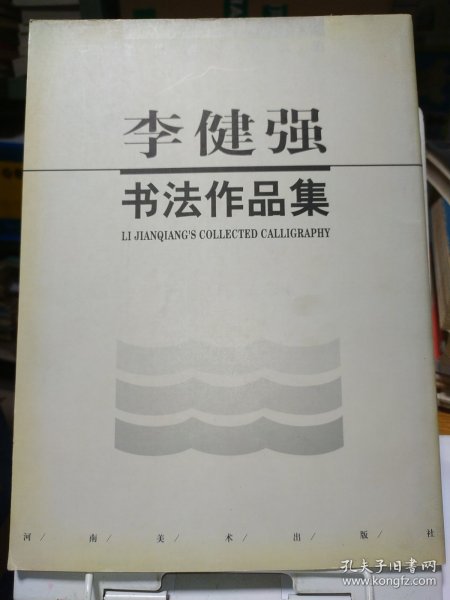 李健强
书法作品集
LI JIANQIANG'S COLLECTED CALLIGRAPHY
河/南/美/术/出/版/社
孔夫子旧书网
www.kongfz.com